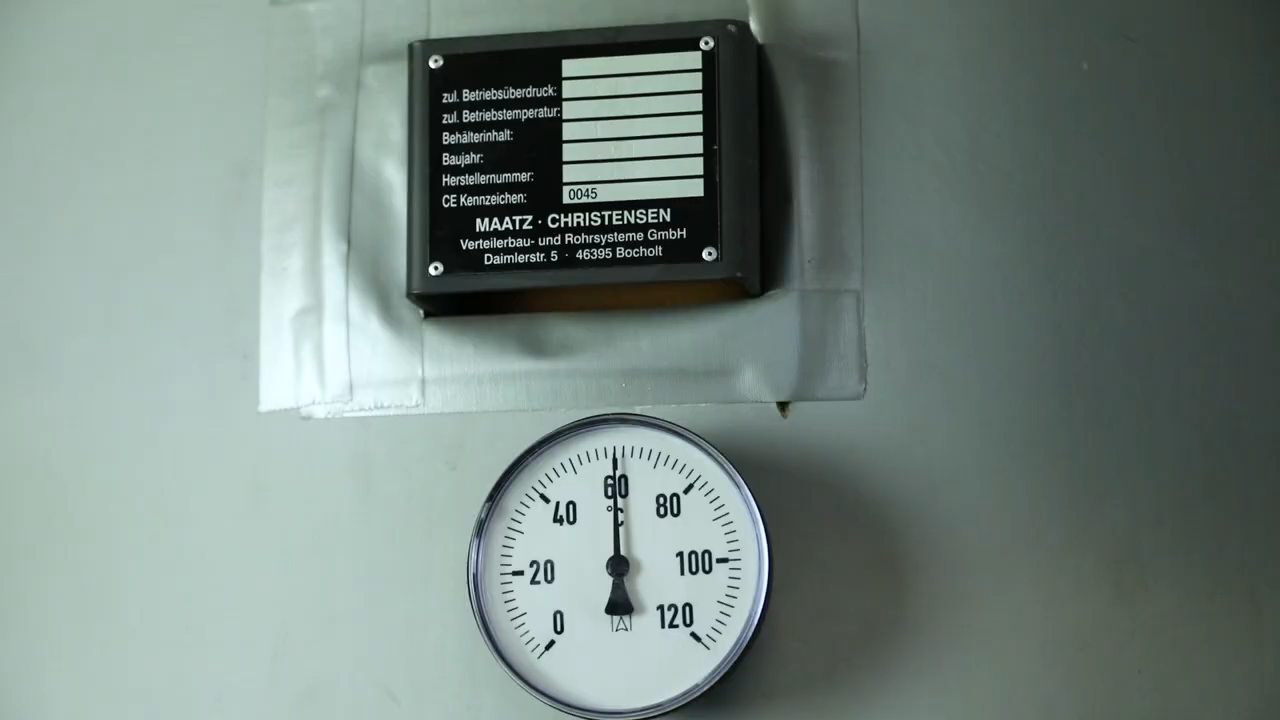 zul. Betriebsüberdruck:
zul. Betriebstemperatur:
Behälterinhalt:
Baujahr:
Herstellernummer:
CE Kennzeichen: 0045
MAATZ · CHRISTENSEN
Verteilerbau- und Rohrsysteme GmbH
Daimlerstr. 5 · 46395 Bocholt
60
°C
40 80
20 100
0 120